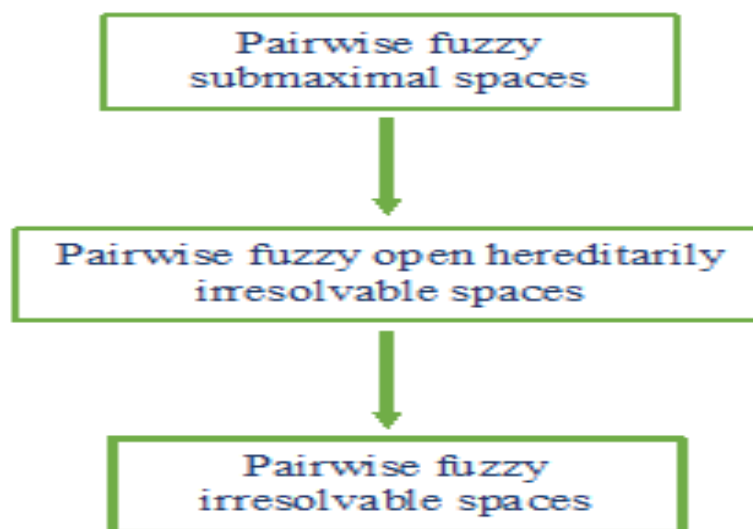 Pairwise fuzzy
submaximal spaces
Pairwise fuzzy open hereditarily
irresolvable spaces
Pairwise fuzzy
irresolvable spaces